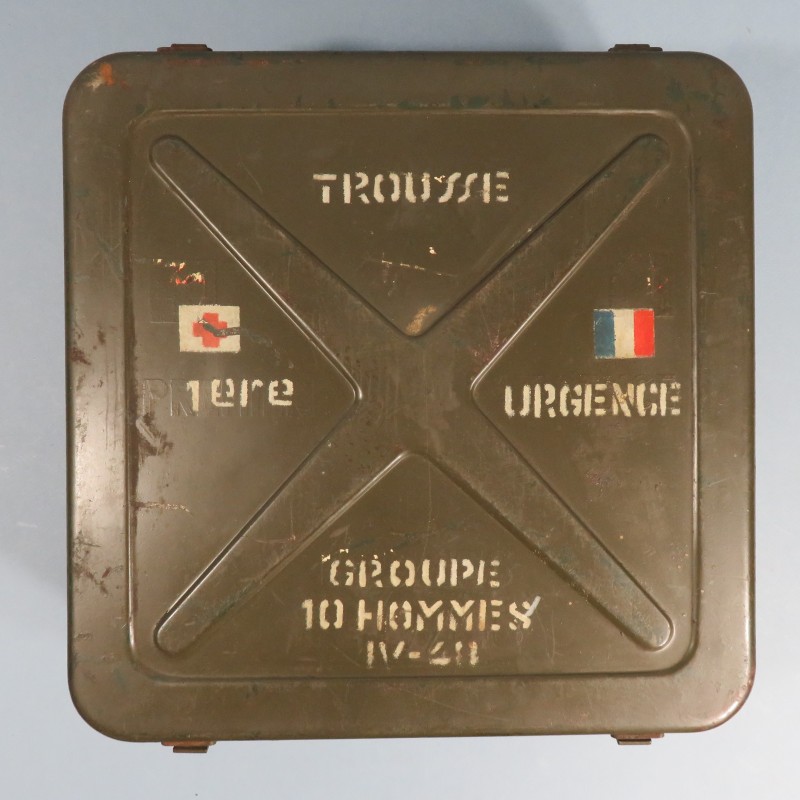 TROUSSE
1ere URGENCE
GROUPE
10 HOMMES
IV-48